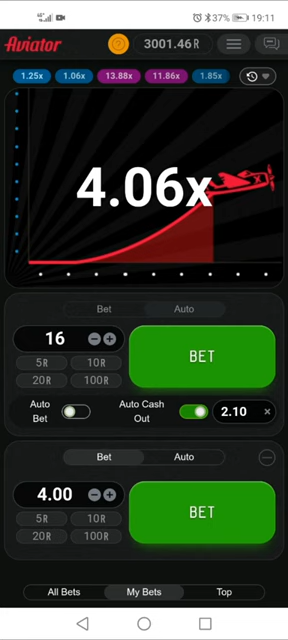 4G+ 37% 19:11
Aviator 3001.46 R
1.25x 1.06x 13.88x 11.86x 1.85x
4.06x
Bet Auto
16
BET
5R 10R
20R 100R
Auto Bet
Auto Cash Out
2.10 ×
Bet Auto
4.00
BET
5R 10R
20R 100R
All Bets My Bets Top